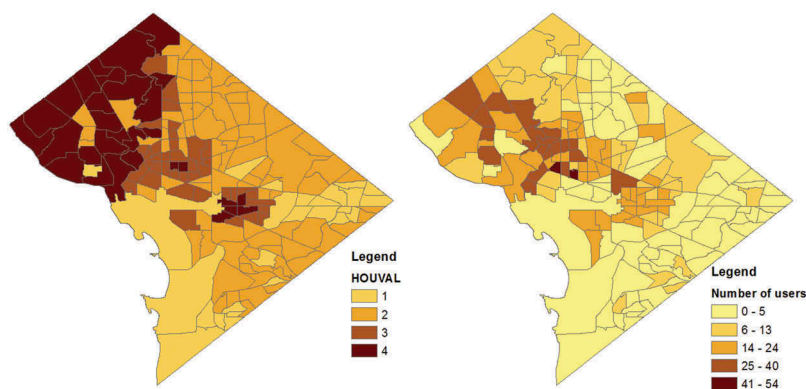 Legend
HOUVAL
1
2
3
4
Legend
Number of users
0 - 5
6 - 13
14 - 24
25 - 40
41 - 54